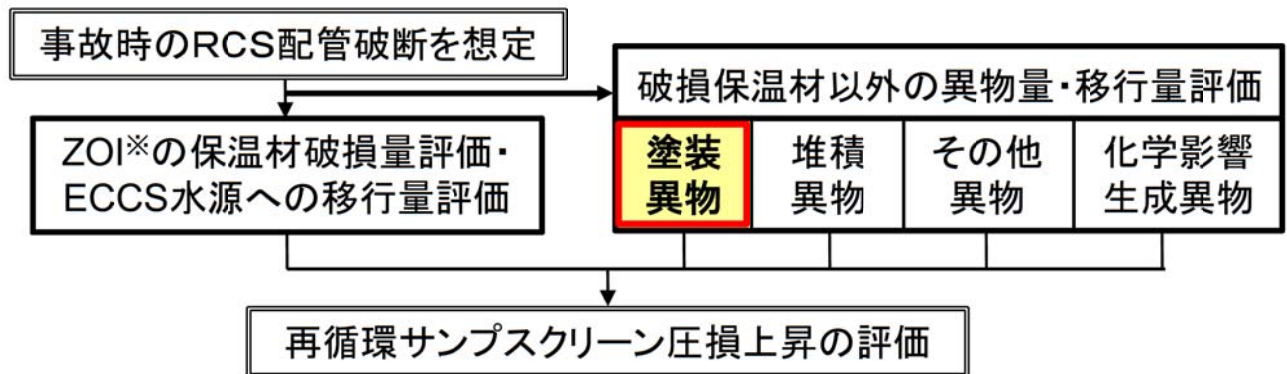 事故時のRCS配管破断を想定
破損保温材以外の異物量・移行量評価
ZOI※の保温材破損量評価・
ECCS水源への移行量評価
塗装
異物
堆積
異物
その他
異物
化学影響
生成異物
再循環サンプスクリーン圧損上昇の評価